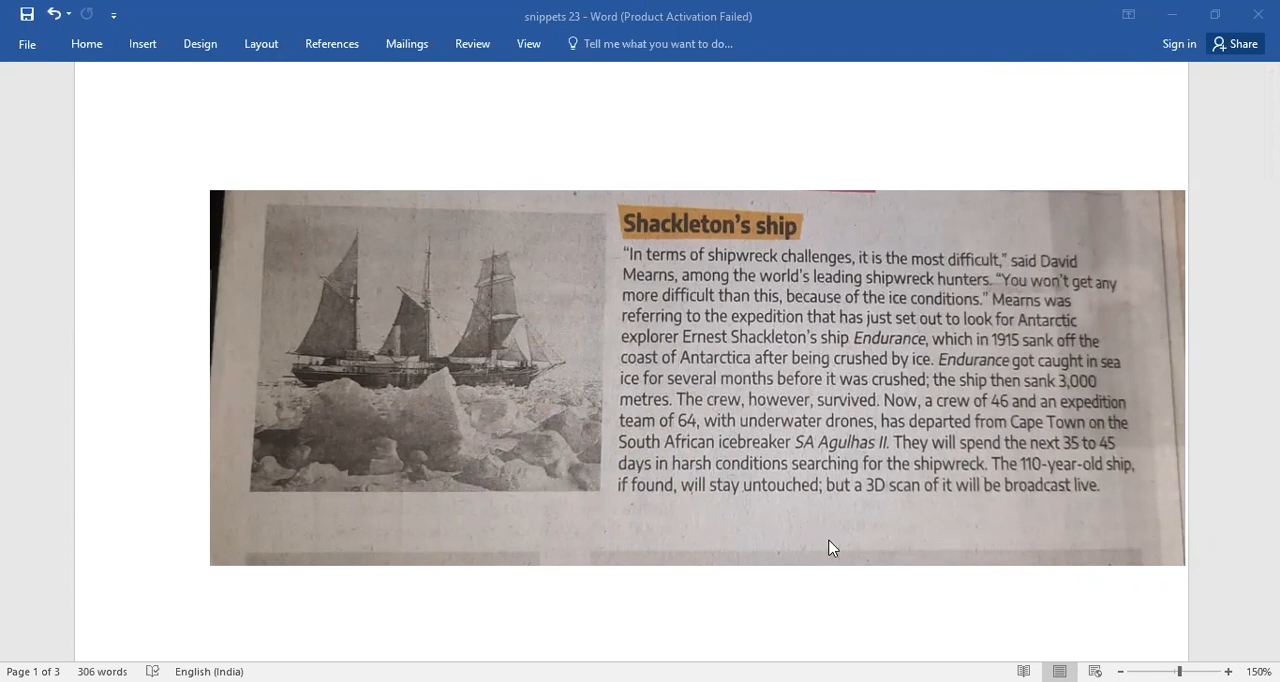 snippets 23 - Word (Product Activation Failed)
File Home Insert Design Layout References Mailings Review View Tell me what you want to do... Sign in Share
Shackleton's ship
“In terms of shipwreck challenges, it is the most difficult,” said David
Mearns, among the world's leading shipwreck hunters. “You won't get any
more difficult than this, because of the ice conditions.” Mearns was
referring to the expedition that has just set out to look for Antarctic
explorer Ernest Shackleton's ship Endurance, which in 1915 sank off the
coast of Antarctica after being crushed by ice. Endurance got caught in sea
ice for several months before it was crushed; the ship then sank 3,000
metres. The crew, however, survived. Now, a crew of 46 and an expedition
team of 64, with underwater drones, has departed from Cape Town on the
South African icebreaker SA Agulhas II. They will spend the next 35 to 45
days in harsh conditions searching for the shipwreck. The 110-year-old ship,
if found, will stay untouched; but a 3D scan of it will be broadcast live.
Page 1 of 3 306 words English (India) 150%